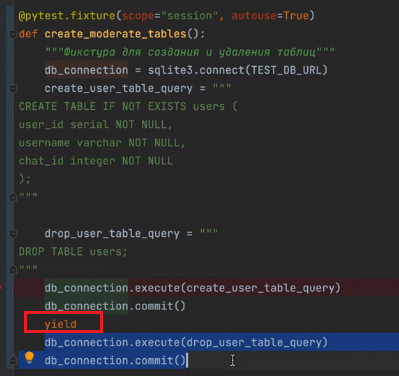 @pytest.fixture(scope="session", autouse=True)
def create_moderate_tables():
"""Фикстура для создания и удаления таблиц"""
db_connection = sqlite3.connect(TEST_DB_URL)
create_user_table_query = """
CREATE TABLE IF NOT EXISTS users (
user_id serial NOT NULL,
username varchar NOT NULL,
chat_id integer NOT NULL
);
"""
drop_user_table_query = """
DROP TABLE users;
"""
db_connection.execute(create_user_table_query)
db_connection.commit()
yield
db_connection.execute(drop_user_table_query)
db_connection.commit()